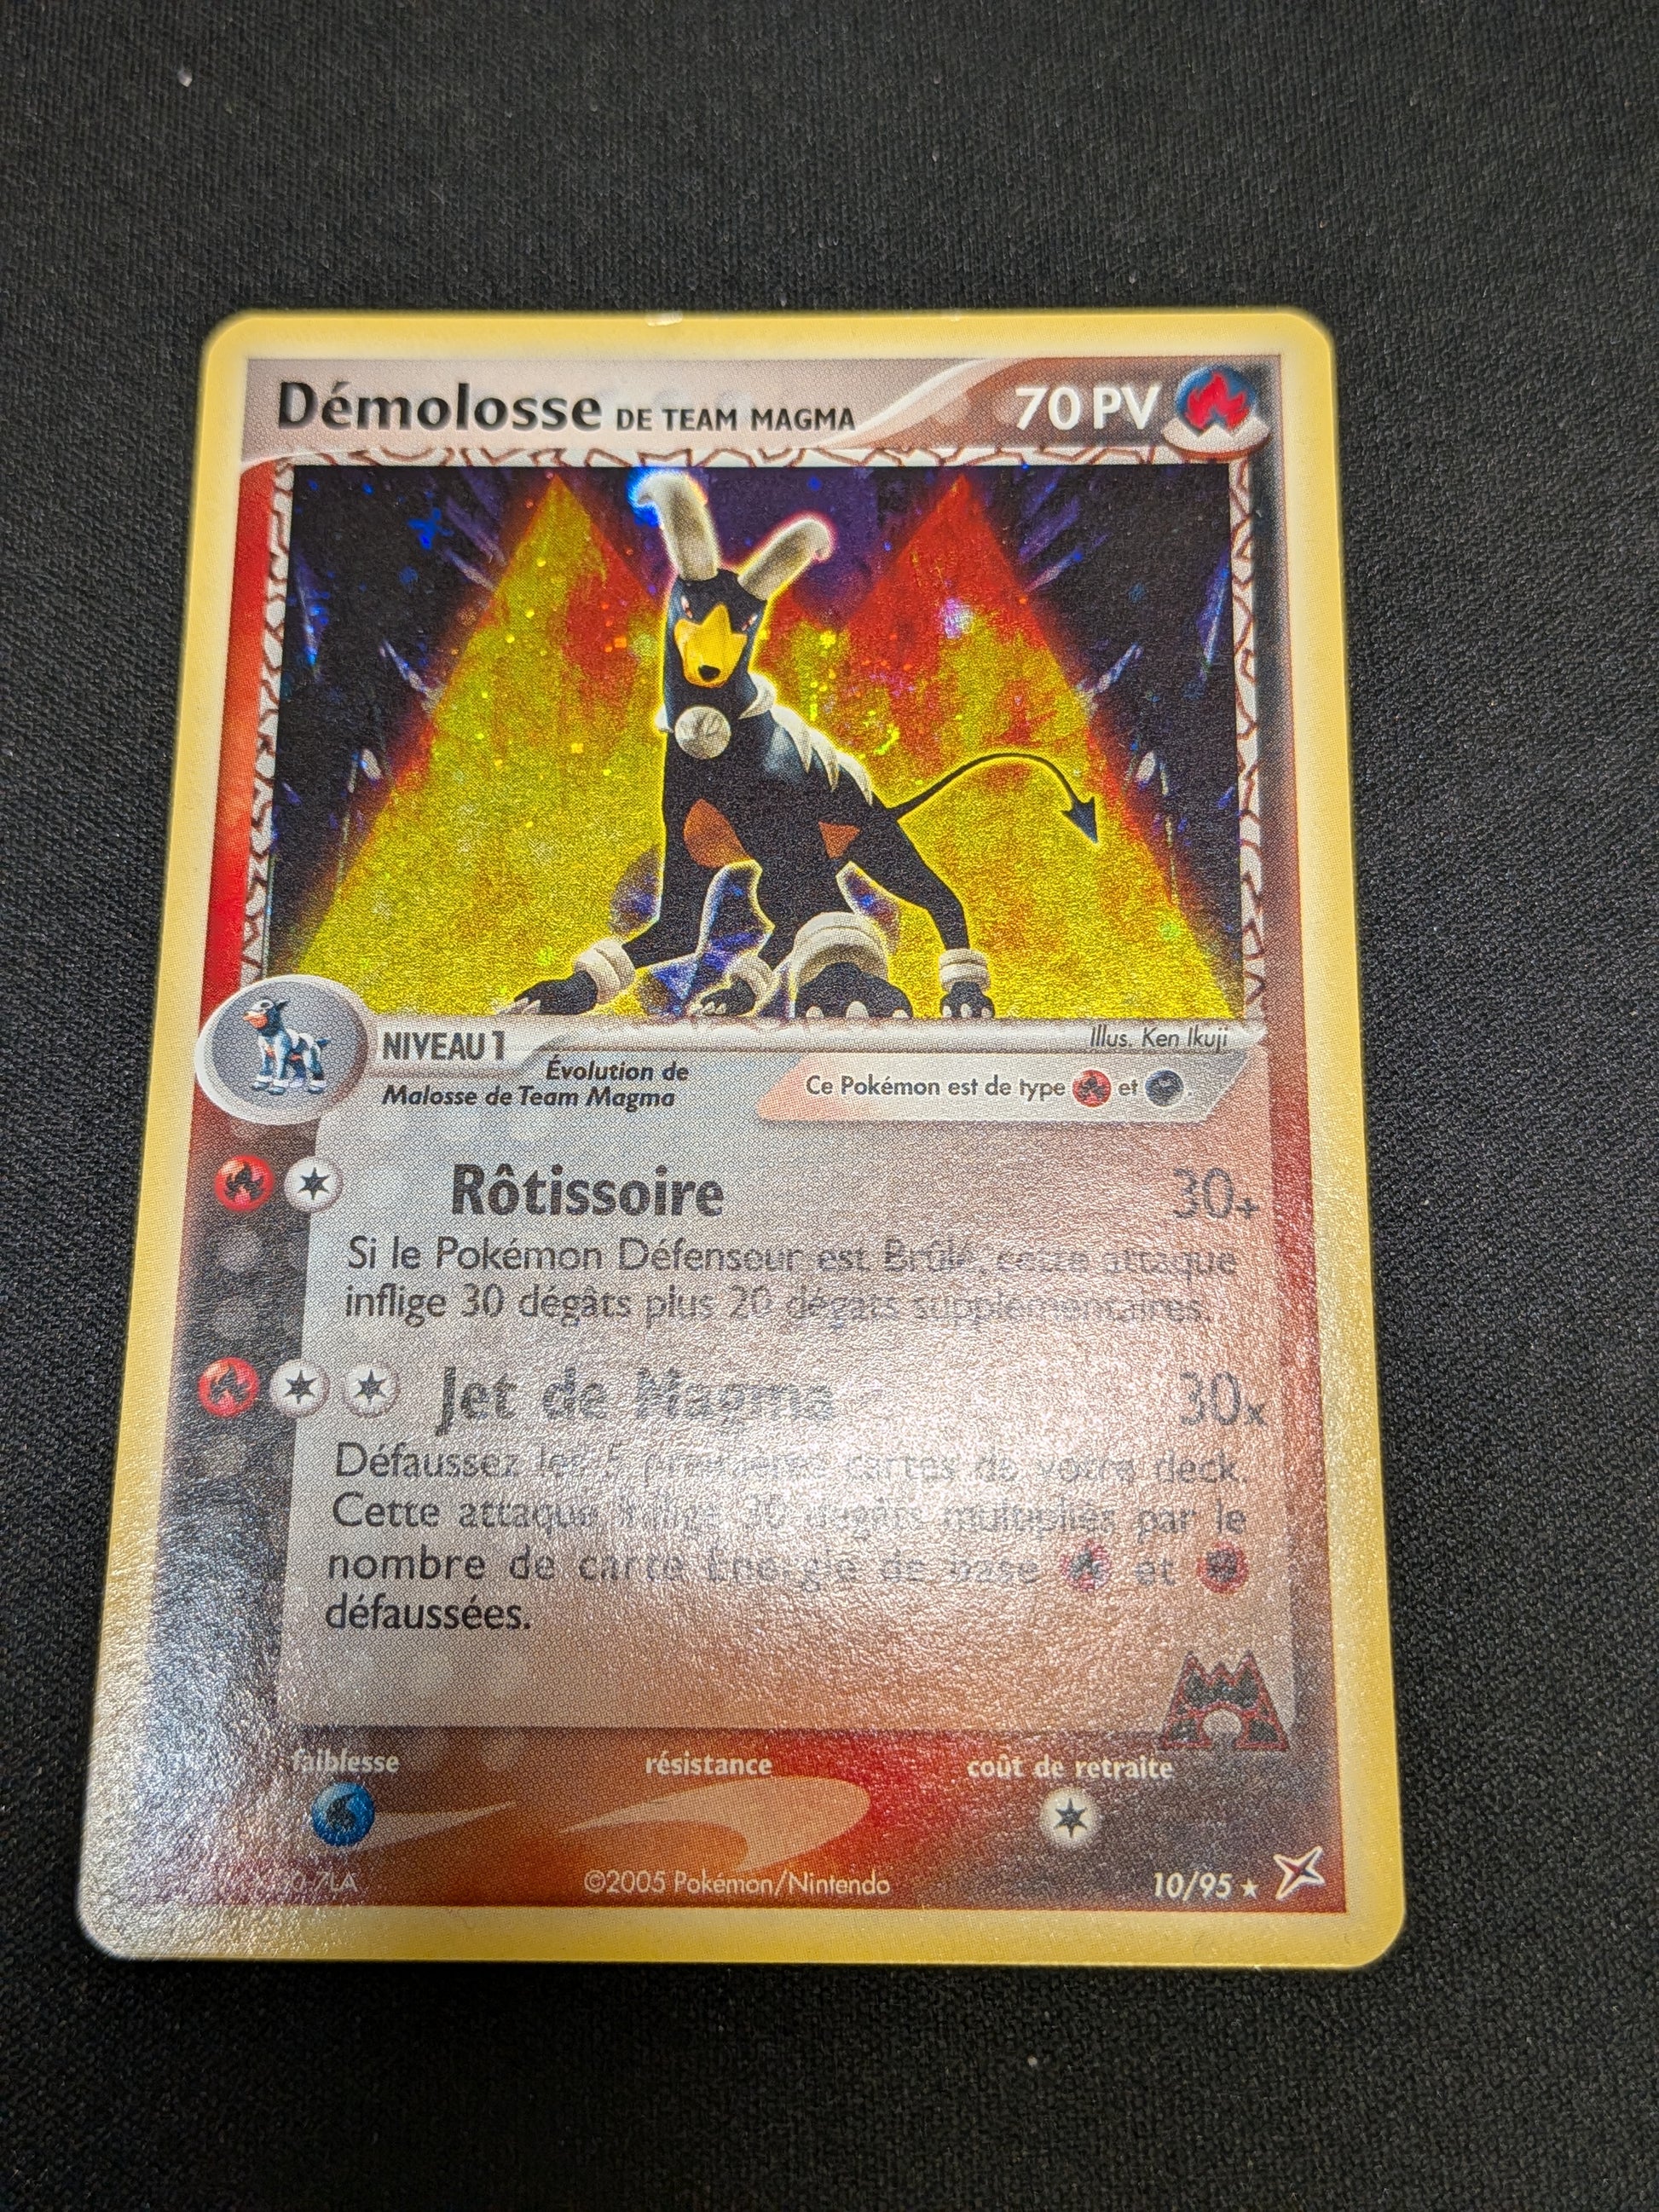 Démolosse DE TEAM MAGMA 70 PV
Illus. Ken Ikuji
NIVEAU 1
Évolution de
Malosse de Team Magma
Ce Pokémon est de type et .
Rôtissoire 30+
Si le Pokémon Défenseur est Brûlé, cette attaque
inflige 30 dégâts plus 20 dégâts supplémentaires.
Jet de Magma 30x
Défaussez les 5 premières cartes de votre deck.
Cette attaque inflige 30 dégâts multipliés par le
nombre de carte Énergie de base et
défaussées.
faiblesse résistance coût de retraite
©2005 Pokémon/Nintendo
10/95